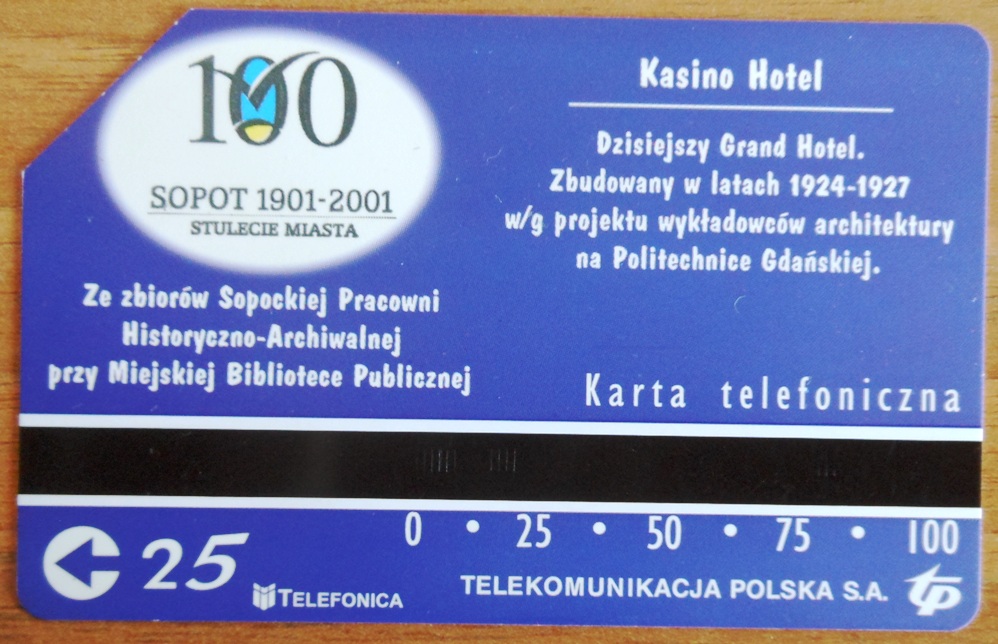 100
SOPOT 1901-2001
STULECIE MIASTA
Ze zbiorów Sopockiej Pracowni
Historyczno-Archiwalnej
przy Miejskiej Bibliotece Publicznej
Kasino Hotel
Dzisiejszy Grand Hotel.
Zbudowany w latach 1924-1927
w/g projektu wykładowców architektury
na Politechnice Gdańskiej.
Karta telefoniczna
0 • 25 • 50 • 75 • 100
25
TELEFONICA
TELEKOMUNIKACJA POLSKA S.A.
tp